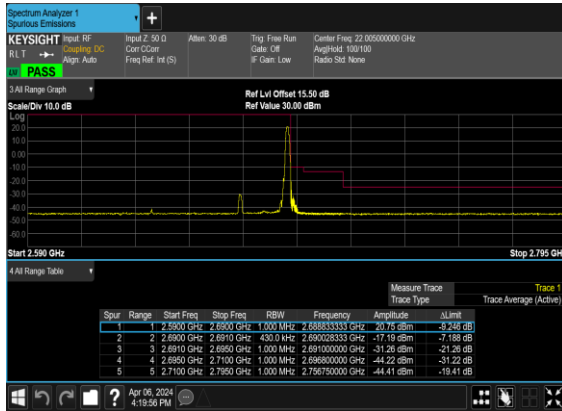 Spectrum Analyzer 1
Spurious Emissions
+
KEYSIGHT Input: RF Input Z: 50 Ω Atten: 30 dB Trig: Free Run Center Freq: 22.005000000 GHz
RLT Coupling: DC Corr CCorr Gate: Off Avg|Hold: 100/100
Align: Auto Freq Ref: Int (S) IF Gain: Low Radio Std: None
LW PASS
3 All Range Graph
Ref Lvl Offset 15.50 dB
Scale/Div 10.0 dB Ref Value 30.00 dBm
Log
20.0
10.0
0.00
-10.0
-20.0
-30.0
-40.0
-50.0
-60.0
Start 2.590 GHz Stop 2.795 GH
4 All Range Table
Measure Trace Trace 1
Trace Type Trace Average (Active)
Spur Range Start Freq Stop Freq RBW Frequency Amplitude ΔLimit
1 1 2.5900 GHz 2.6900 GHz 1.000 MHz 2.688833333 GHz 20.75 dBm -9.246 dB
2 2 2.6900 GHz 2.6910 GHz 430.0 kHz 2.690028333 GHz -17.19 dBm -7.188 dB
3 3 2.6910 GHz 2.6950 GHz 1.000 MHz 2.691000000 GHz -31.26 dBm -21.26 dB
4 4 2.6950 GHz 2.7100 GHz 1.000 MHz 2.696800000 GHz -44.22 dBm -31.22 dB
5 5 2.7100 GHz 2.7950 GHz 1.000 MHz 2.756750000 GHz -44.41 dBm -19.41 dB
? Apr 06, 2024
4:19:56 PM